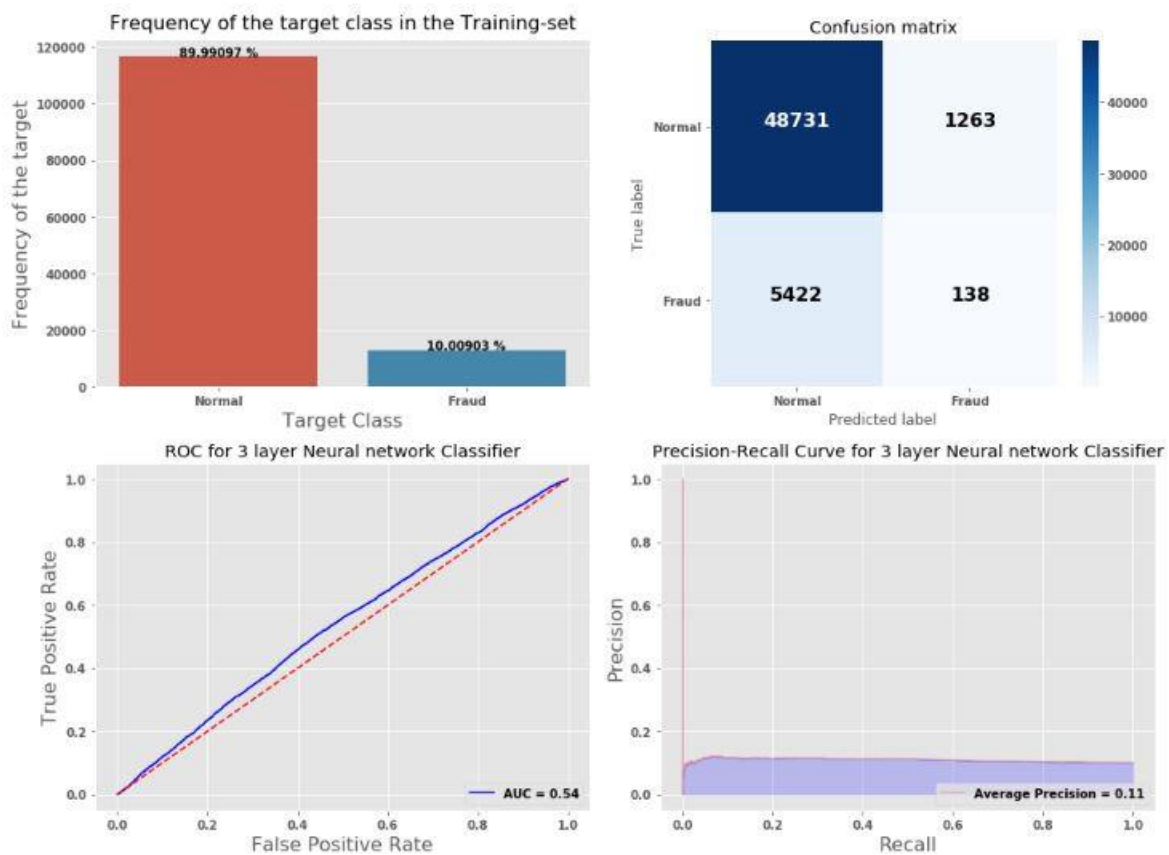 Frequency of the target class in the Training-set
120000
100000
80000
60000
40000
20000
0
Frequency of the target
89.99097 %
10.00903 %
Normal
Fraud
Target Class
Confusion matrix
Normal
Fraud
True label
48731
1263
5422
138
Normal
Fraud
Predicted label
40000
30000
20000
10000
ROC for 3 layer Neural network Classifier
1.0
0.8
0.6
0.4
0.2
0.0
True Positive Rate
AUC = 0.54
0.0
0.2
0.4
0.6
0.8
1.0
False Positive Rate
Precision-Recall Curve for 3 layer Neural network Classifier
1.0
0.8
0.6
0.4
0.2
0.0
Precision
Average Precision = 0.11
0.0
0.2
0.4
0.6
0.8
1.0
Recall